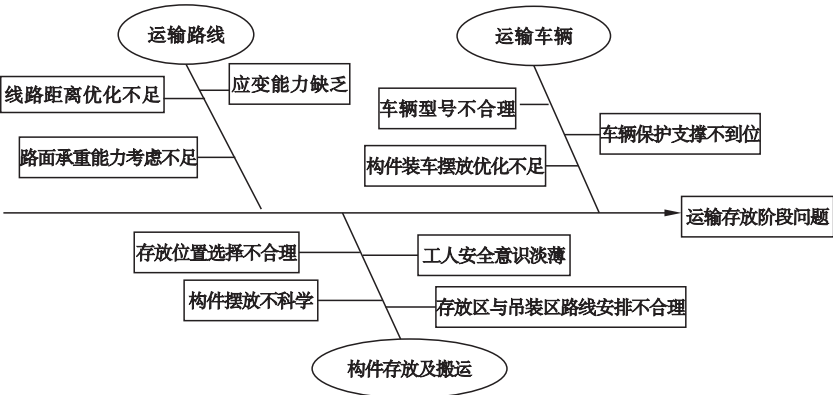 运输路线
运输车辆
应变能力缺乏
线路距离优化不足
路面承重能力考虑不足
车辆型号不合理
车辆保护支撑不到位
构件装车摆放优化不足
运输存放阶段问题
存放位置选择不合理
工人安全意识淡薄
构件摆放不科学
存放区与吊装区路线安排不合理
构件存放及搬运